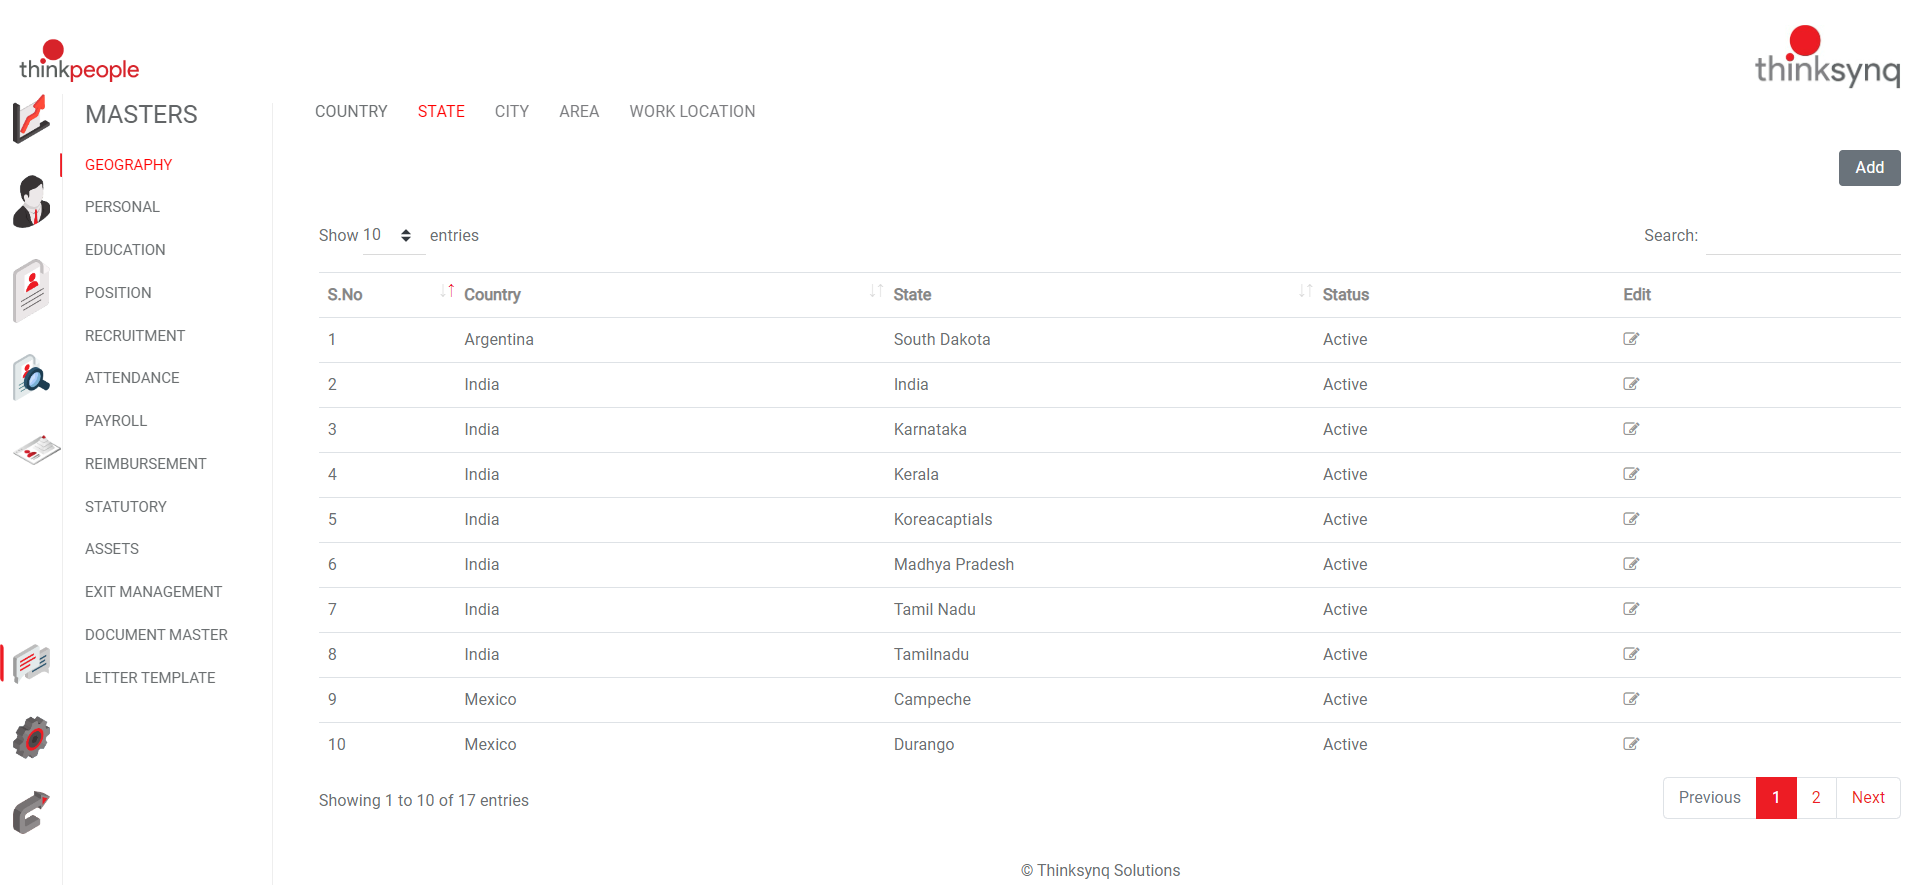 thinkpeople
thinksynq
MASTERS
GEOGRAPHY
PERSONAL
EDUCATION
POSITION
RECRUITMENT
ATTENDANCE
PAYROLL
REIMBURSEMENT
STATUTORY
ASSETS
EXIT MANAGEMENT
DOCUMENT MASTER
LETTER TEMPLATE
COUNTRY STATE CITY AREA WORK LOCATION
Add
Show 10 entries Search:
S.No Country State Status Edit
1 Argentina South Dakota Active
2 India India Active
3 India Karnataka Active
4 India Kerala Active
5 India Koreacaptials Active
6 India Madhya Pradesh Active
7 India Tamil Nadu Active
8 India Tamilnadu Active
9 Mexico Campeche Active
10 Mexico Durango Active
Showing 1 to 10 of 17 entries Previous 1 2 Next
© Thinksynq Solutions